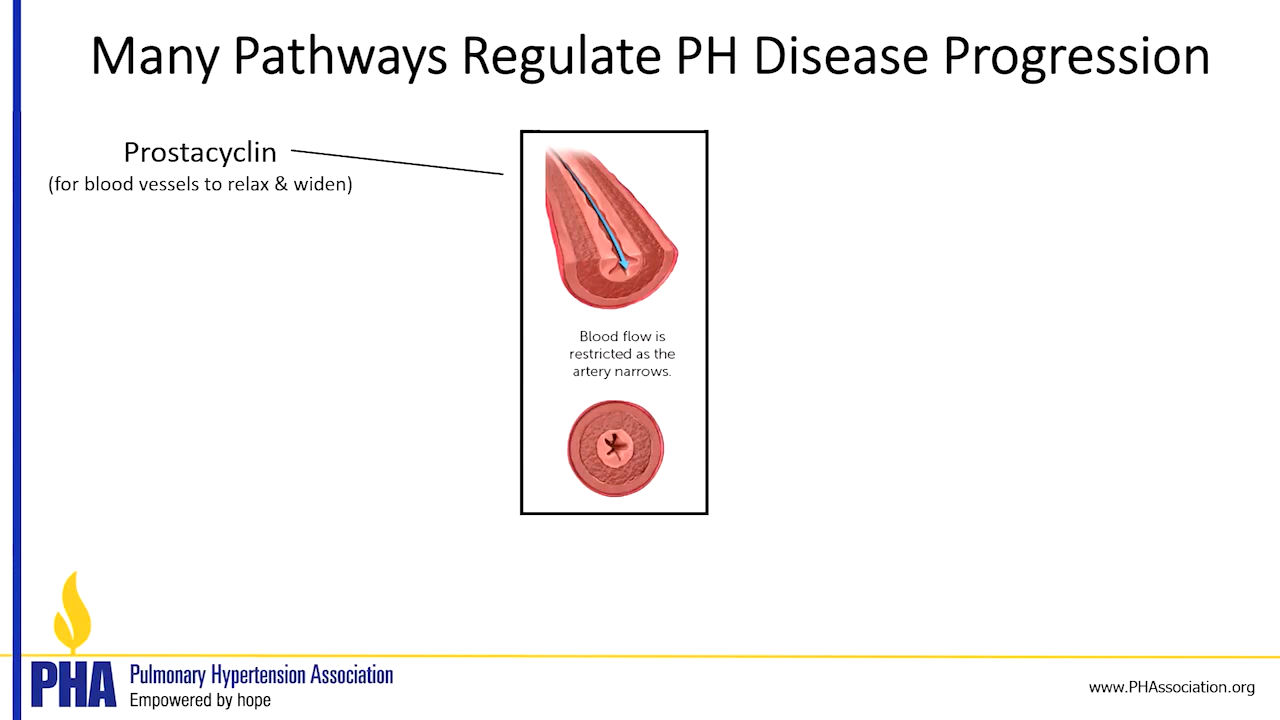 Many Pathways Regulate PH Disease Progression
Prostacyclin
(for blood vessels to relax & widen)
Blood flow is
restricted as the
artery narrows.
PHA
Pulmonary Hypertension Association
Empowered by hope
www.PHAssociation.org